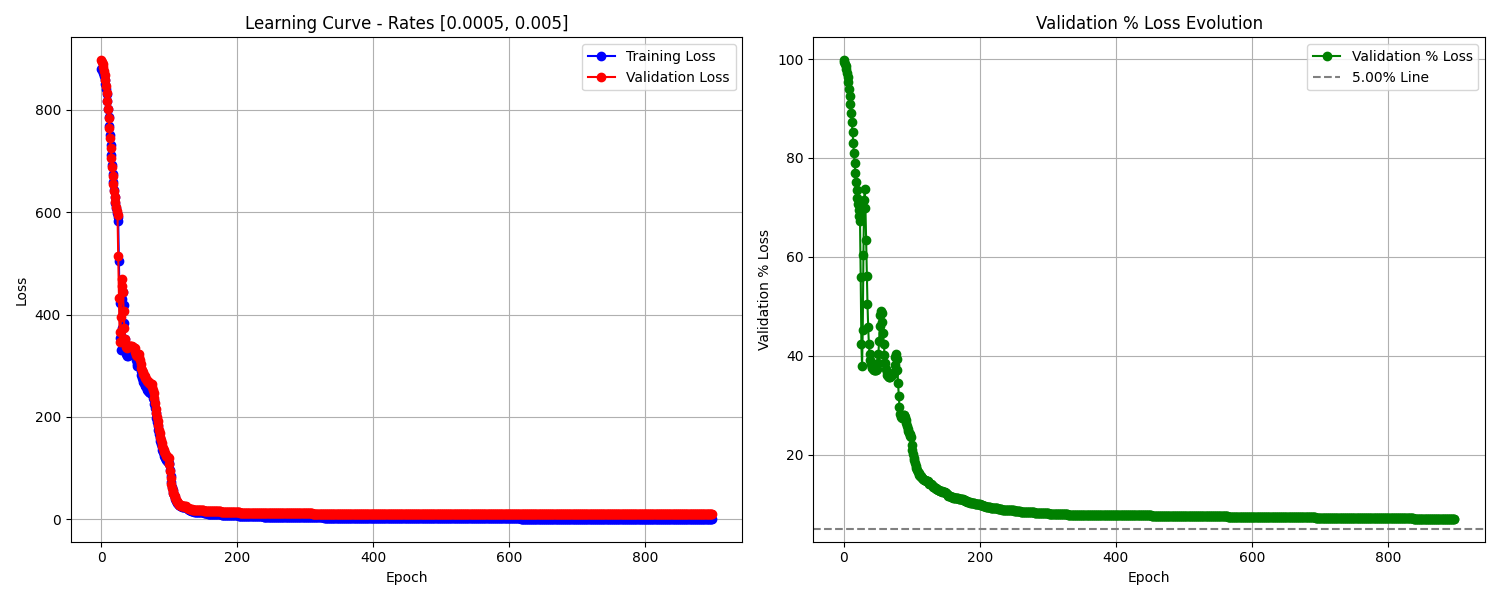 Learning Curve - Rates [0.0005, 0.005]
Training Loss
Validation Loss
Loss
800
600
400
200
0
0 200 400 600 800
Epoch
Validation % Loss Evolution
Validation % Loss
5.00% Line
Validation % Loss
100
80
60
40
20
0 200 400 600 800
Epoch